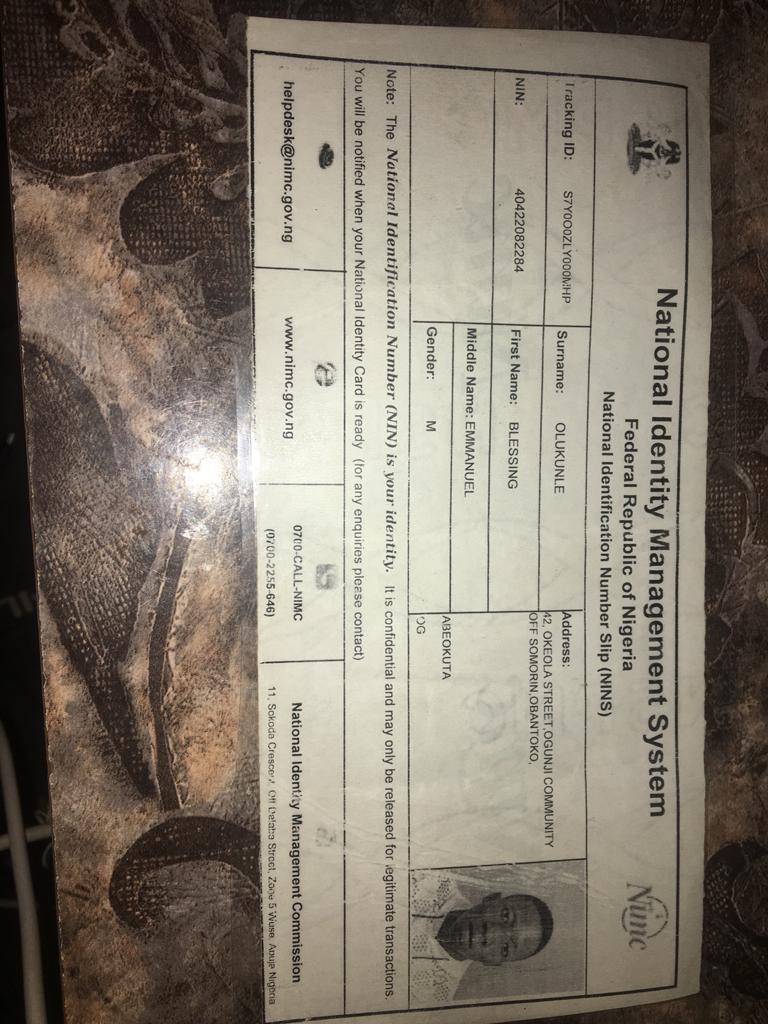 National Identity Management System
Federal Republic of Nigeria
National Identification Number Slip (NINS)
Nimc
Tracking ID: S7Y0O0ZLY000MHP
Surname: OLUKUNLE
Address:
42, OKEOLA STREET,OGUNJI COMMUNITY
OFF SOMORIN,OBANTOKO,
NIN: 40422082284
First Name: BLESSING
Middle Name: EMMANUEL
ABEOKUTA
Gender: M
OG
Note: The National Identification Number (NIN) is your identity. It is confidential and may only be released for legitimate transactions.
You will be notified when your National Identity Card is ready (for any enquiries please contact)
helpdesk@nimc.gov.ng
www.nimc.gov.ng
0700-CALL-NIMC
(0700-2255-646)
National Identity Management Commission
11, Sokode Crescent, Off Dalaba Street, Zone 5 Wuse, Abuja Nigeria